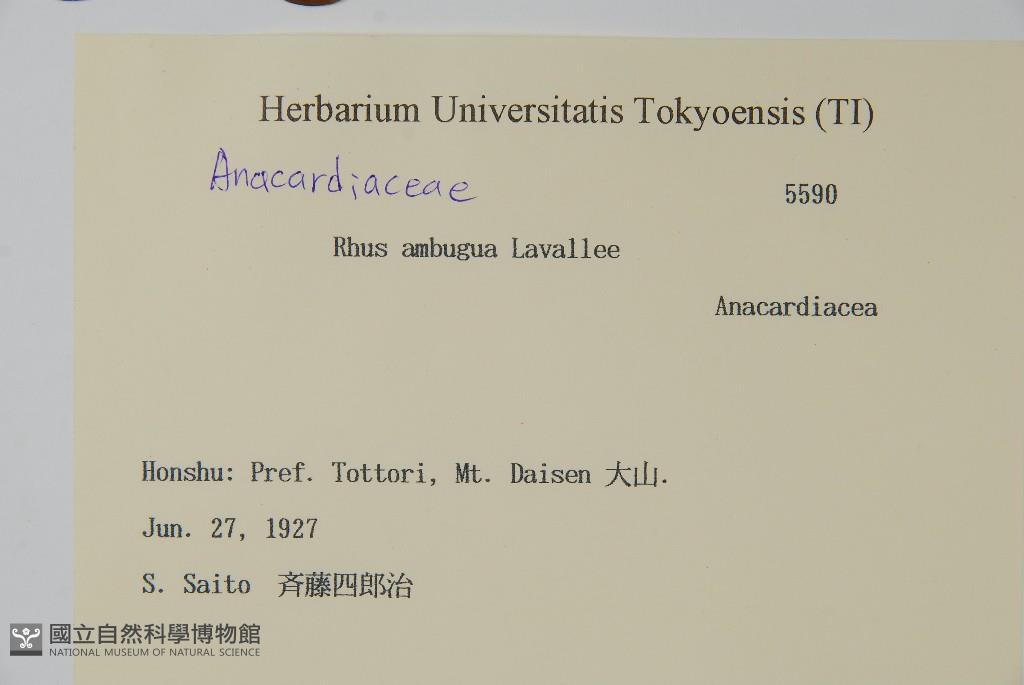 Herbarium Universitatis Tokyoensis (TI)
Anacardiaceae
5590
Rhus ambugua Lavallee
Anacardiacea
Honshu: Pref. Tottori, Mt. Daisen 大山.
Jun. 27, 1927
S. Saito 斉藤四郎治
國立自然科學博物館
NATIONAL MUSEUM OF NATURAL SCIENCE